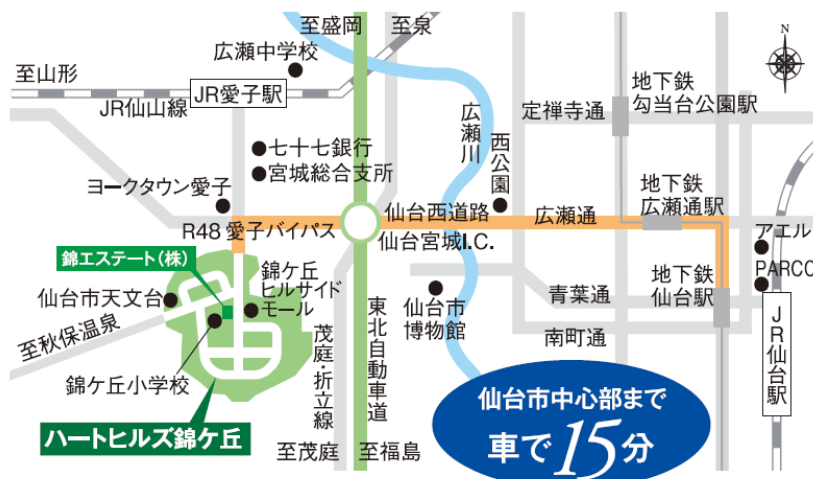 至盛岡
至泉
N
広瀬中学校
至山形
JR愛子駅
JR仙山線
地下鉄
勾当台公園駅
定禅寺通
広瀬川
西公園
七十七銀行
宮城総合支所
ヨークタウン愛子
地下鉄
広瀬通駅
仙台西道路
広瀬通
R48愛子バイパス
仙台宮城I.C.
アエル
PARCO
錦エステート(株)
錦ケ丘
ヒルサイド
モール
仙台市天文台
地下鉄
仙台駅
青葉通
仙台市
博物館
南町通
至秋保温泉
茂庭・折立線
東北自動車道
JR仙台駅
錦ケ丘小学校
ハートヒルズ錦ケ丘
仙台市中心部まで
車で15分
至茂庭
至福島